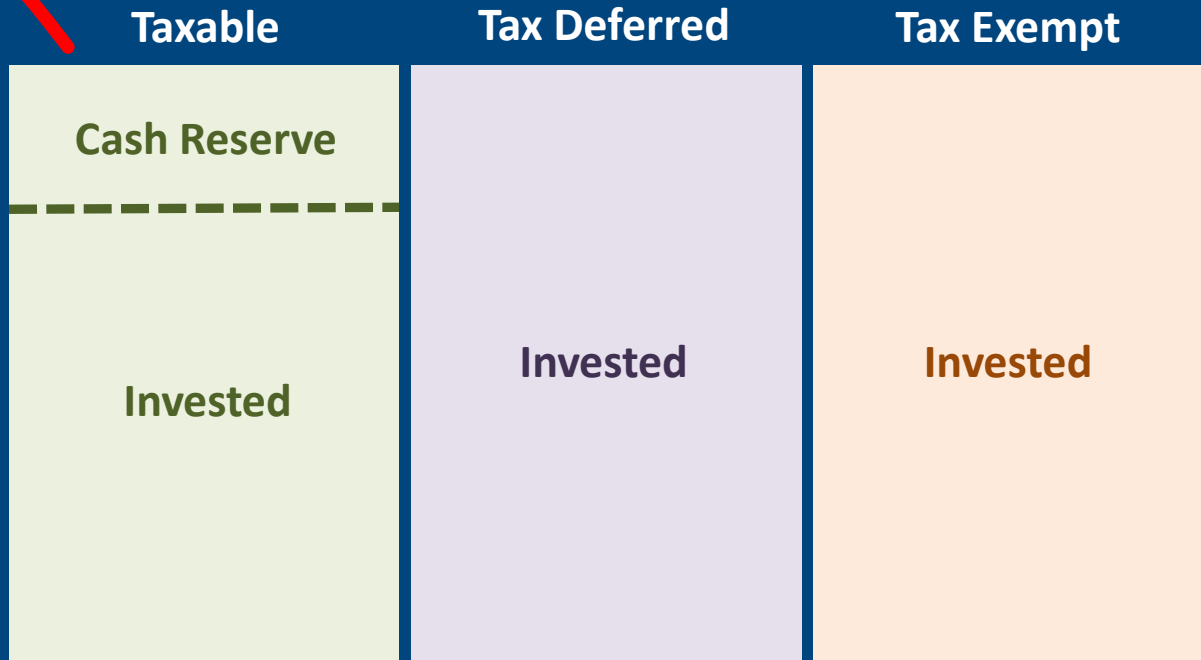 Taxable
Tax Deferred
Tax Exempt
Cash Reserve
Invested
Invested
Invested